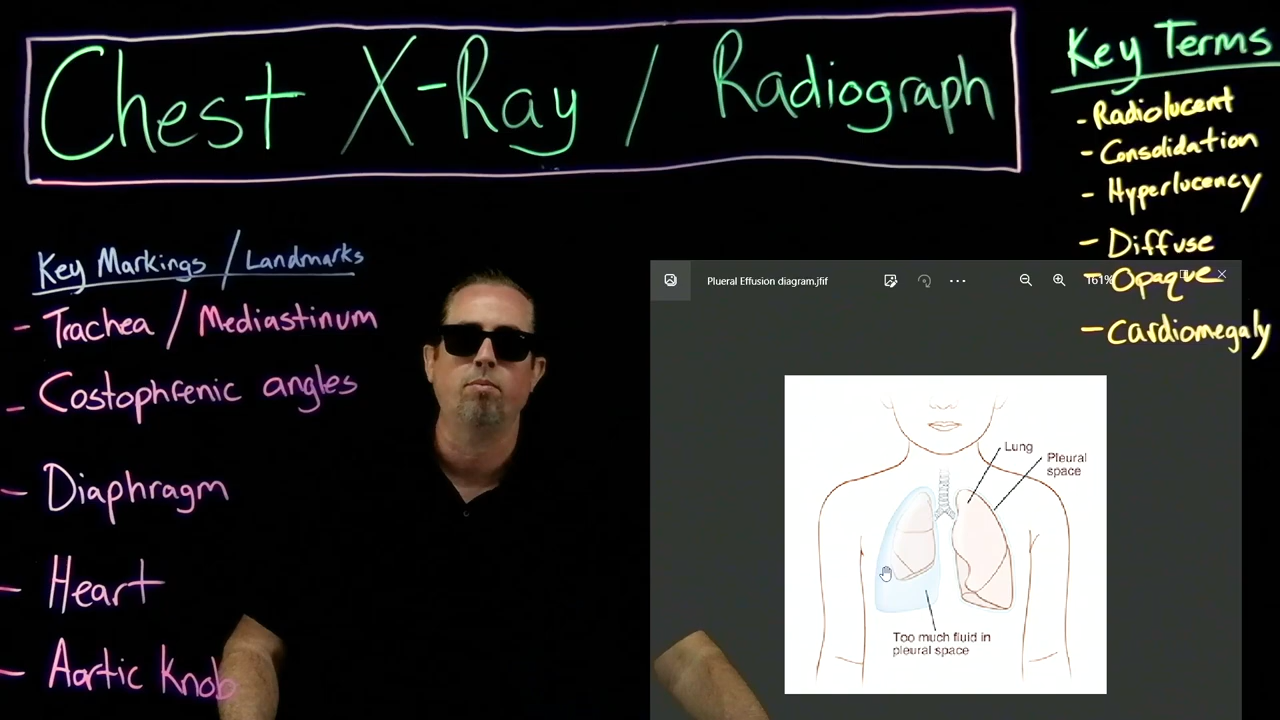 Chest X-Ray / Radiograph
Key Markings / Landmarks
- Trachea / Mediastinum
- Costophrenic angles
- Diaphragm
- Heart
- Aortic Knob
Key Terms
- Radiolucent
- Consolidation
- Hyperlucency
- Diffuse
- Opaque
- Cardiomegaly
Plueral Effusion diagram.jfif
161%
Lung
Pleural
space
Too much fluid in
pleural space